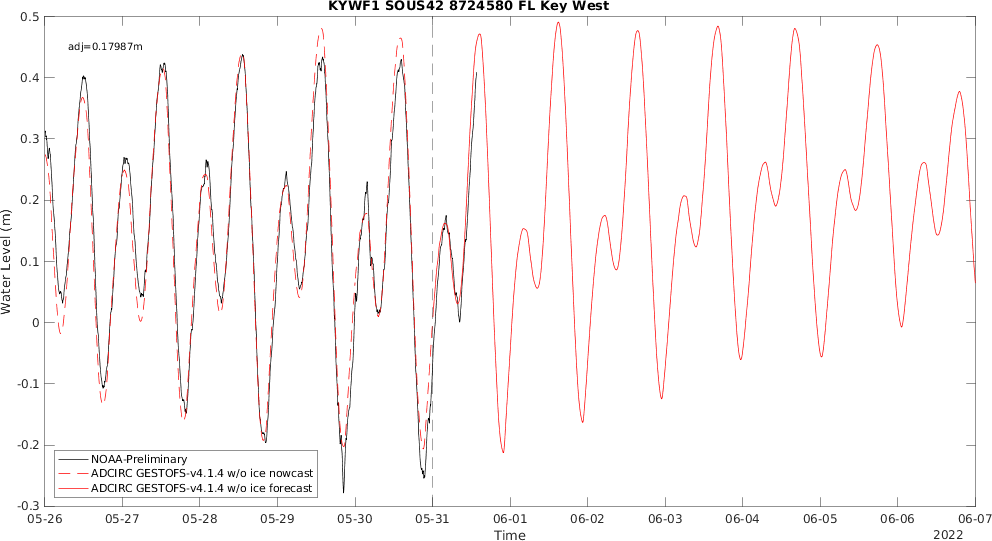 KYWF1 SOUS42 8724580 FL Key West
adj=0.17987m
0.5
0.4
0.3
0.2
0.1
0
-0.1
-0.2
-0.3
Water Level (m)
NOAA-Preliminary
ADCIRC GESTOFS-v4.1.4 w/o ice nowcast
ADCIRC GESTOFS-v4.1.4 w/o ice forecast
05-26 05-27 05-28 05-29 05-30 05-31 06-01 06-02 06-03 06-04 06-05 06-06 06-07
Time
2022